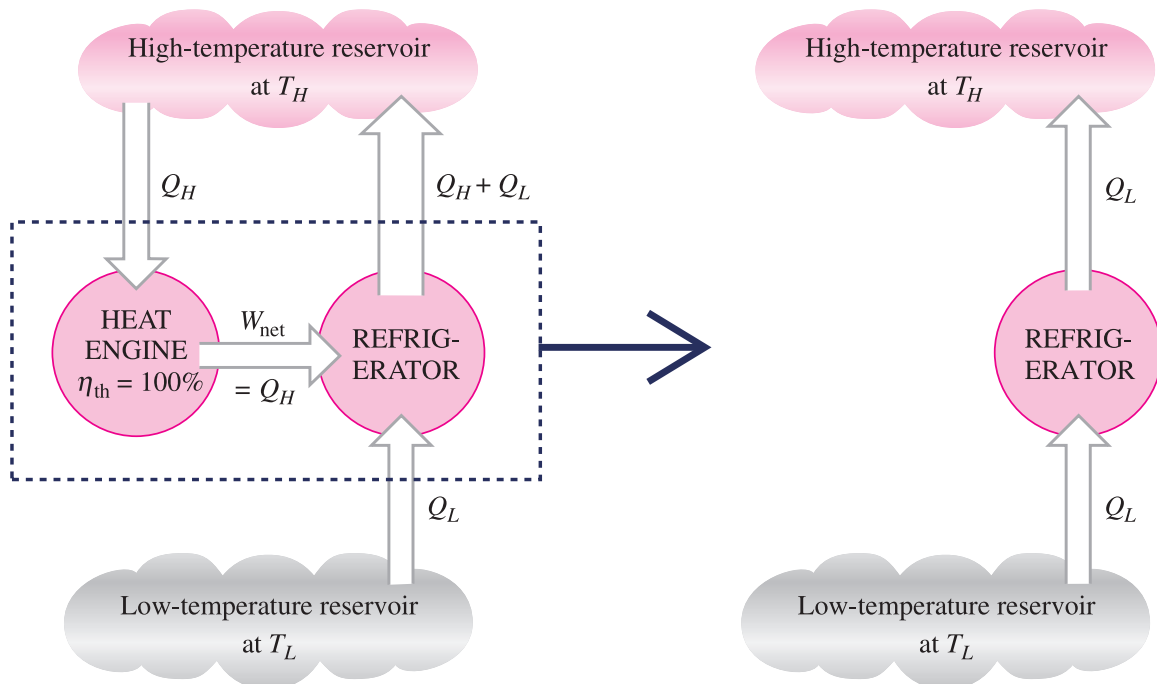 High-temperature reservoir
at T_H
Q_H
Q_H + Q_L
HEAT
ENGINE
η_th = 100%
W_net
= Q_H
REFRIG-
ERATOR
Q_L
Low-temperature reservoir
at T_L
High-temperature reservoir
at T_H
Q_L
REFRIG-
ERATOR
Q_L
Low-temperature reservoir
at T_L